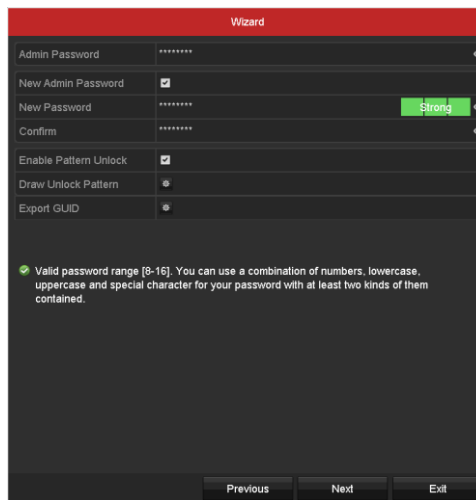 Wizard
Admin Password ********
New Admin Password
New Password ******** Strong
Confirm ********
Enable Pattern Unlock
Draw Unlock Pattern
Export GUID
Valid password range [8-16]. You can use a combination of numbers, lowercase,
uppercase and special character for your password with at least two kinds of them
contained.
Previous Next Exit